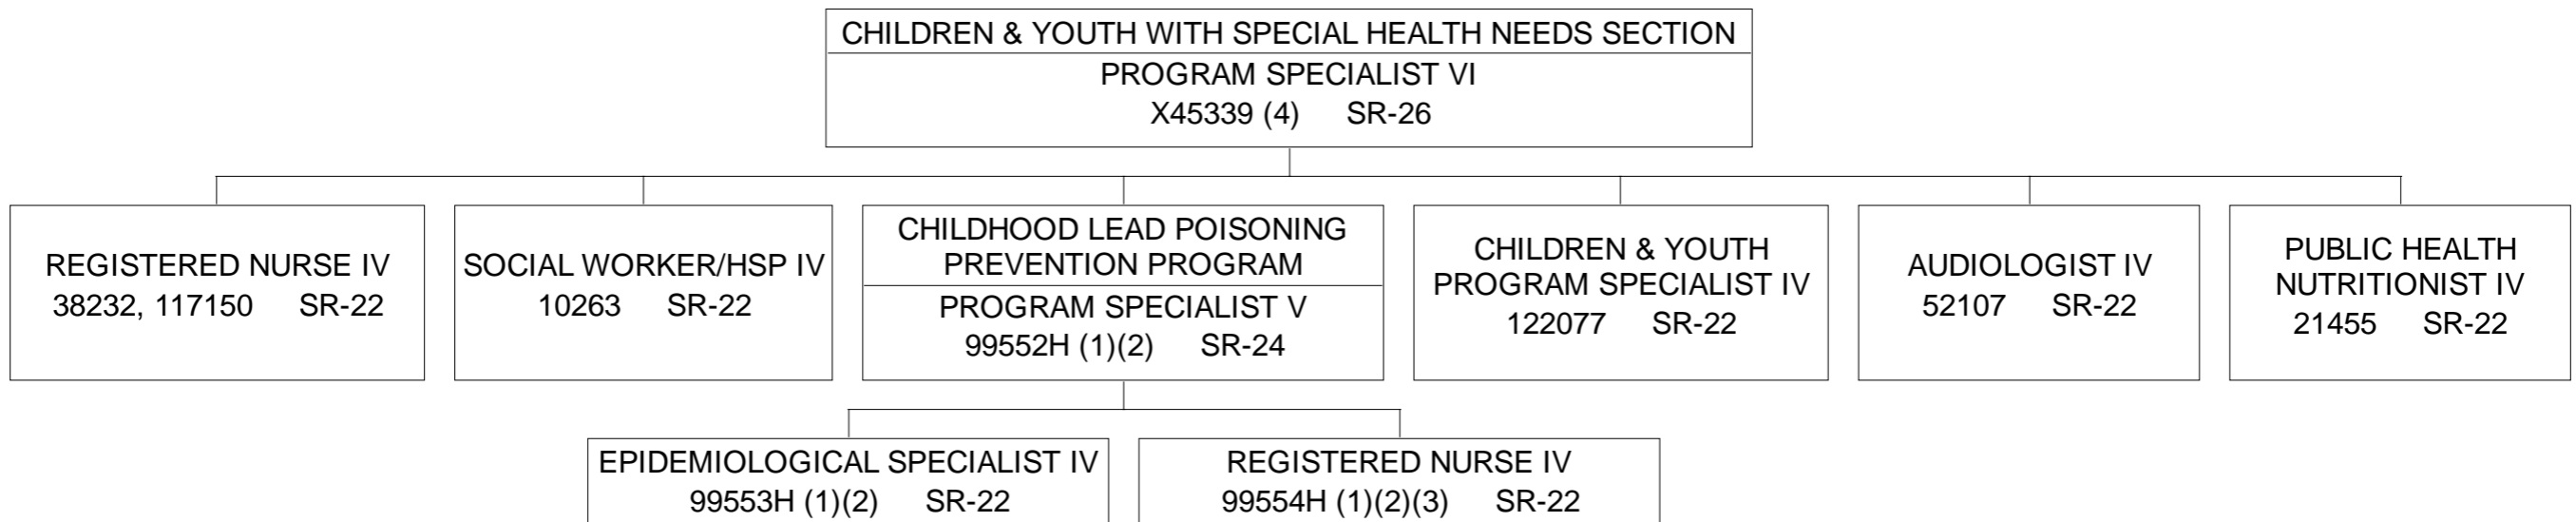 CHILDREN & YOUTH WITH SPECIAL HEALTH NEEDS SECTION
PROGRAM SPECIALIST VI
X45339 (4) SR-26
REGISTERED NURSE IV
38232, 117150 SR-22
SOCIAL WORKER/HSP IV
10263 SR-22
CHILDHOOD LEAD POISONING
PREVENTION PROGRAM
PROGRAM SPECIALIST V
99552H (1)(2) SR-24
CHILDREN & YOUTH
PROGRAM SPECIALIST IV
122077 SR-22
AUDIOLOGIST IV
52107 SR-22
PUBLIC HEALTH
NUTRITIONIST IV
21455 SR-22
EPIDEMIOLOGICAL SPECIALIST IV
99553H (1)(2) SR-22
REGISTERED NURSE IV
99554H (1)(2)(3) SR-22